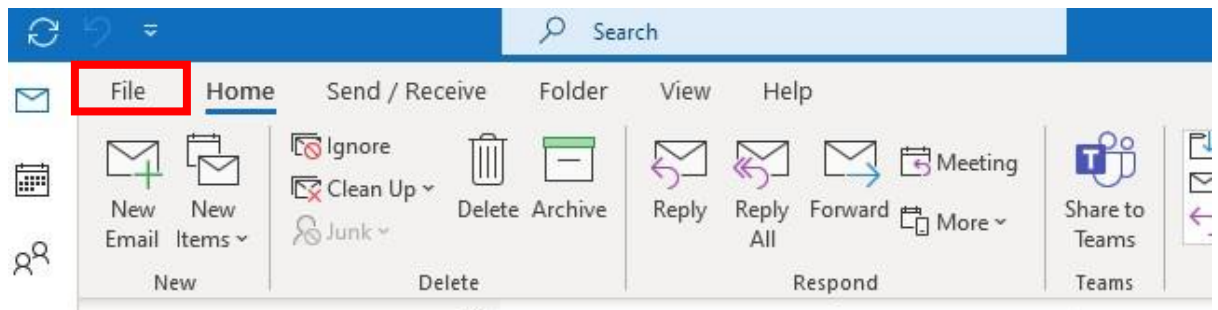 Search
File Home Send / Receive Folder View Help
New Email
New Items
Ignore
Clean Up
Junk
Delete
Archive
Reply
Reply All
Forward
Meeting
More
Share to Teams
New Delete Respond Teams